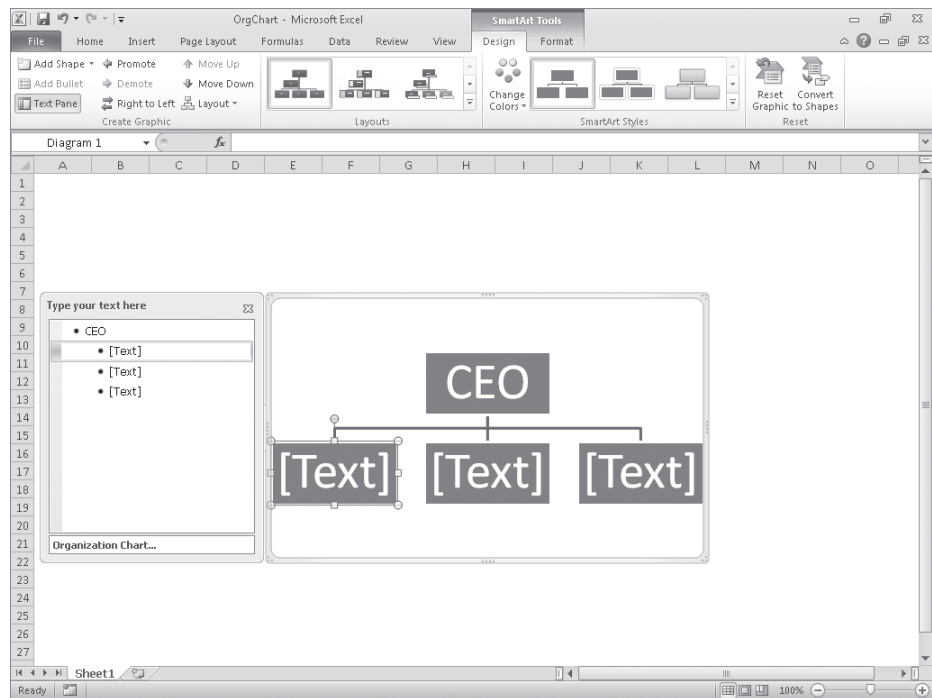 OrgChart - Microsoft Excel
SmartArt Tools
File Home Insert Page Layout Formulas Data Review View Design Format
Add Shape Promote Move Up
Add Bullet Demote Move Down
Text Pane Right to Left Layout
Change Colors
Reset Graphic
Convert to Shapes
Create Graphic Layouts SmartArt Styles Reset
Diagram 1 fx
A B C D E F G H I J K L M N O
1
2
3
4
5
6
7
8
9
10
11
12
13
14
15
16
17
18
19
20
21
22
23
24
25
26
27
Type your text here
• CEO
• [Text]
• [Text]
• [Text]
Organization Chart...
CEO
[Text] [Text] [Text]
Sheet1
Ready 100%